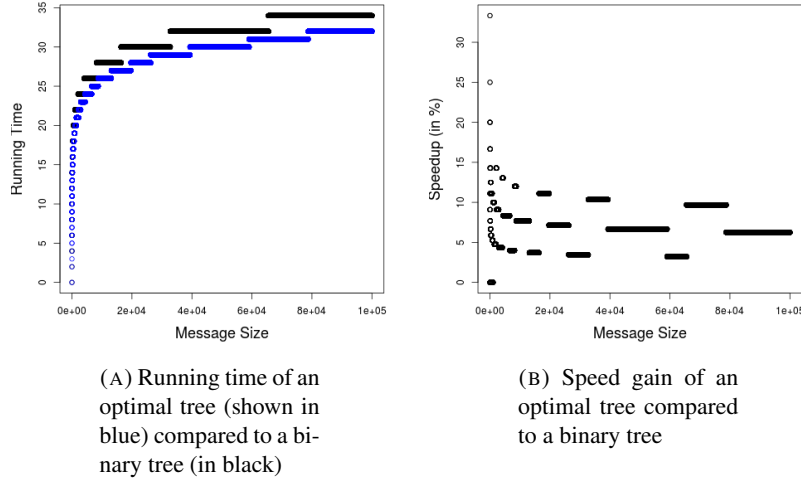 35
30
25
20
15
10
5
0
Running Time
0e+00 2e+04 4e+04 6e+04 8e+04 1e+05
Message Size
30
25
20
15
10
5
0
Speedup (in %)
0e+00 2e+04 4e+04 6e+04 8e+04 1e+05
Message Size
(A) Running time of an
optimal tree (shown in
blue) compared to a bi-
nary tree (in black)
(B) Speed gain of an
optimal tree compared
to a binary tree